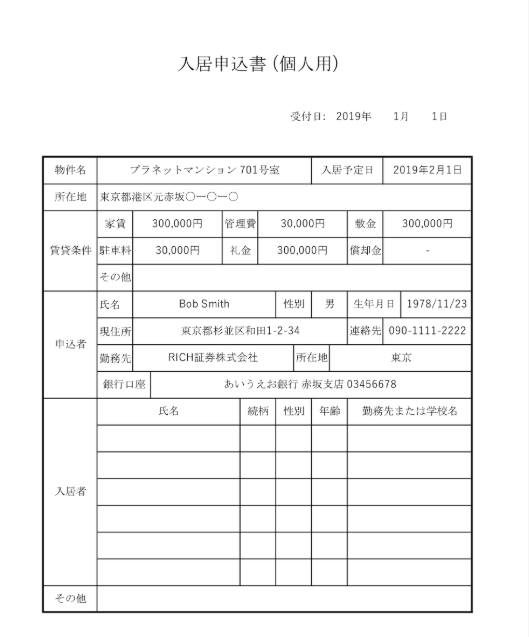 入居申込書（個人用）
受付日: 2019年 1月 1日
物件名 プラネットマンション 701号室 入居予定日 2019年2月1日
所在地 東京都港区元赤坂〇ー〇ー〇
賃貸条件
家賃 300,000円 管理費 30,000円 敷金 300,000円
駐車料 30,000円 礼金 300,000円 償却金 -
その他
申込者
氏名 Bob Smith 性別 男 生年月日 1978/11/23
現住所 東京都杉並区和田1-2-34 連絡先 090-1111-2222
勤務先 RICH証券株式会社 所在地 東京
銀行口座 あいうえお銀行 赤坂支店 03456678
入居者
氏名 続柄 性別 年齢 勤務先または学校名
その他